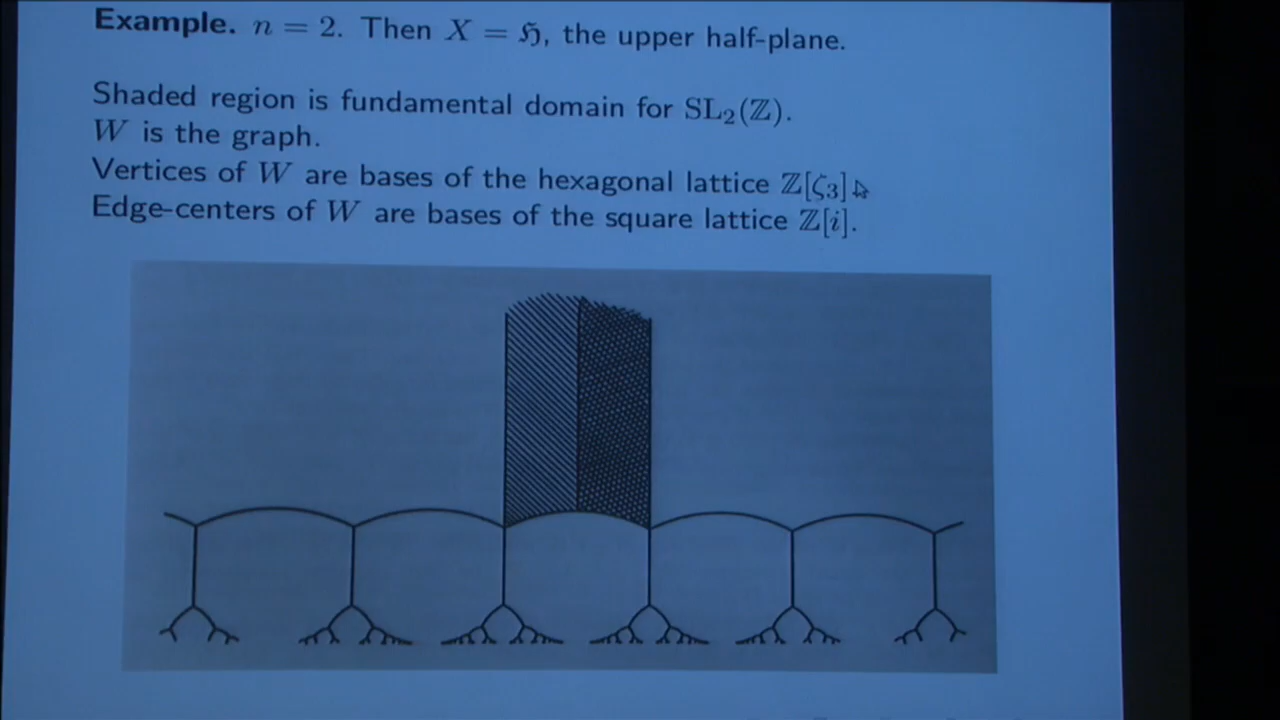 Example. n = 2. Then X = ℌ, the upper half-plane.
Shaded region is fundamental domain for SL₂(ℤ).
W is the graph.
Vertices of W are bases of the hexagonal lattice ℤ[ζ₃]
Edge-centers of W are bases of the square lattice ℤ[i].